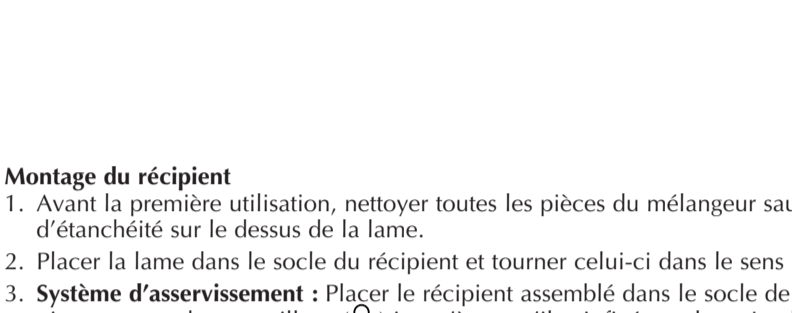 Montage du récipient
1. Avant la première utilisation, nettoyer toutes les pièces du mélangeur
d’étanchéité sur le dessus de la lame.
2. Placer la lame dans le socle du récipient et tourner celui-ci dans le sens
3. Système d’asservissement : Placer le récipient assemblé dans le socle de